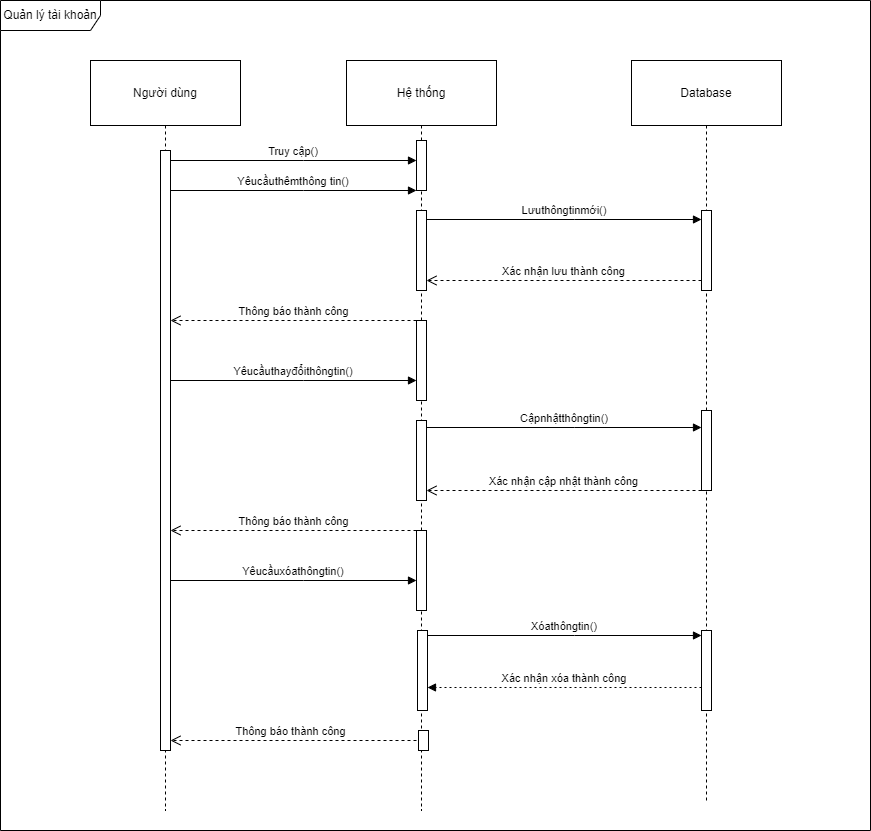 Quản lý tài khoản
Người dùng
Hệ thống
Database
Truy cập()
Yêucầuthêmthông tin()
Lưuthôngtinmới()
Xác nhận lưu thành công
Thông báo thành công
Yêucầuthayđổithôngtin()
Cậpnhậtthôngtin()
Xác nhận cập nhật thành công
Thông báo thành công
Yêucầuxóathôngtin()
Xóathôngtin()
Xác nhận xóa thành công
Thông báo thành công